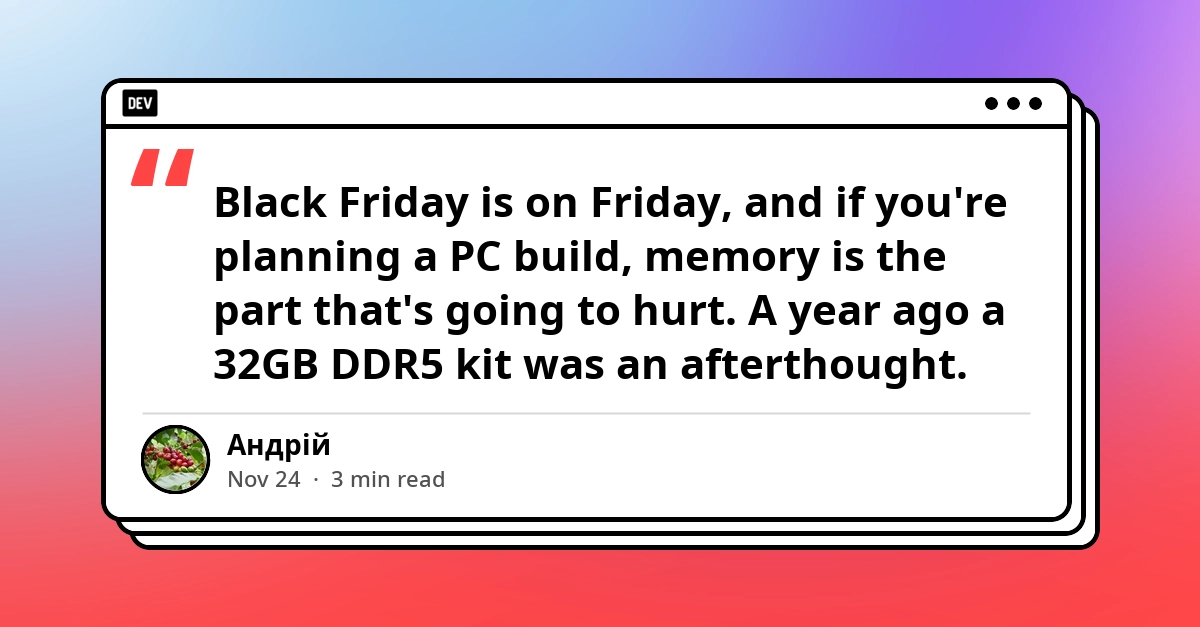 DEV
Black Friday is on Friday, and if you're
planning a PC build, memory is the
part that's going to hurt. A year ago a
32GB DDR5 kit was an afterthought.
Андрій
Nov 24 · 3 min read